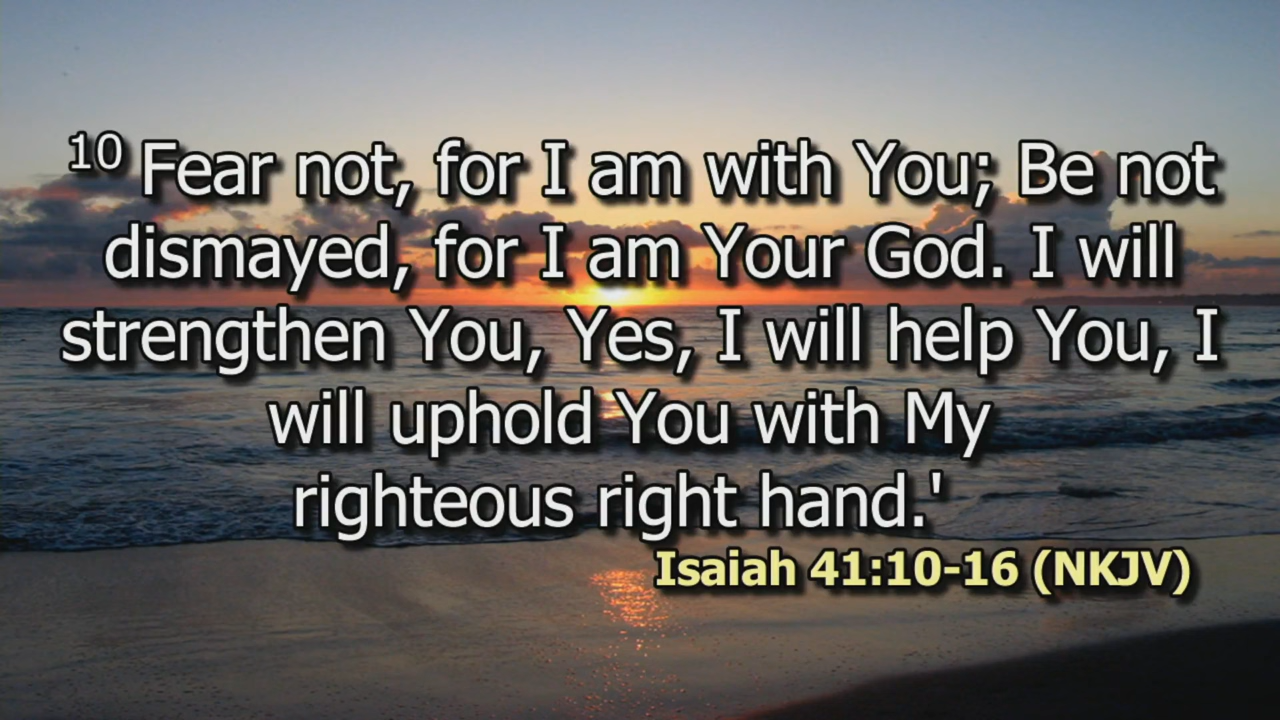 10 Fear not, for I am with You; Be not
dismayed, for I am Your God. I will
strengthen You, Yes, I will help You, I
will uphold You with My
righteous right hand.'
Isaiah 41:10-16 (NKJV)